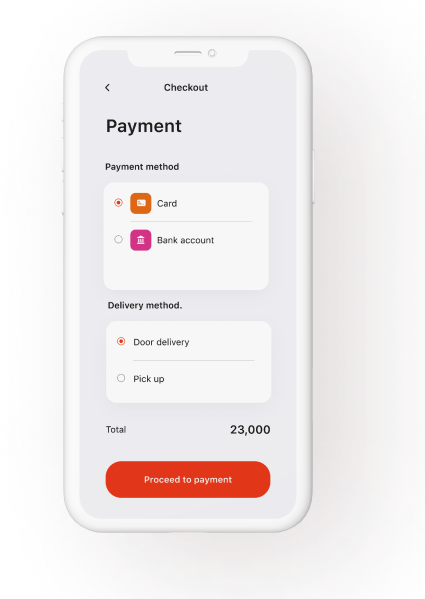 Checkout
Payment
Payment method
Card
Bank account
Delivery method.
Door delivery
Pick up
Total 23,000
Proceed to payment